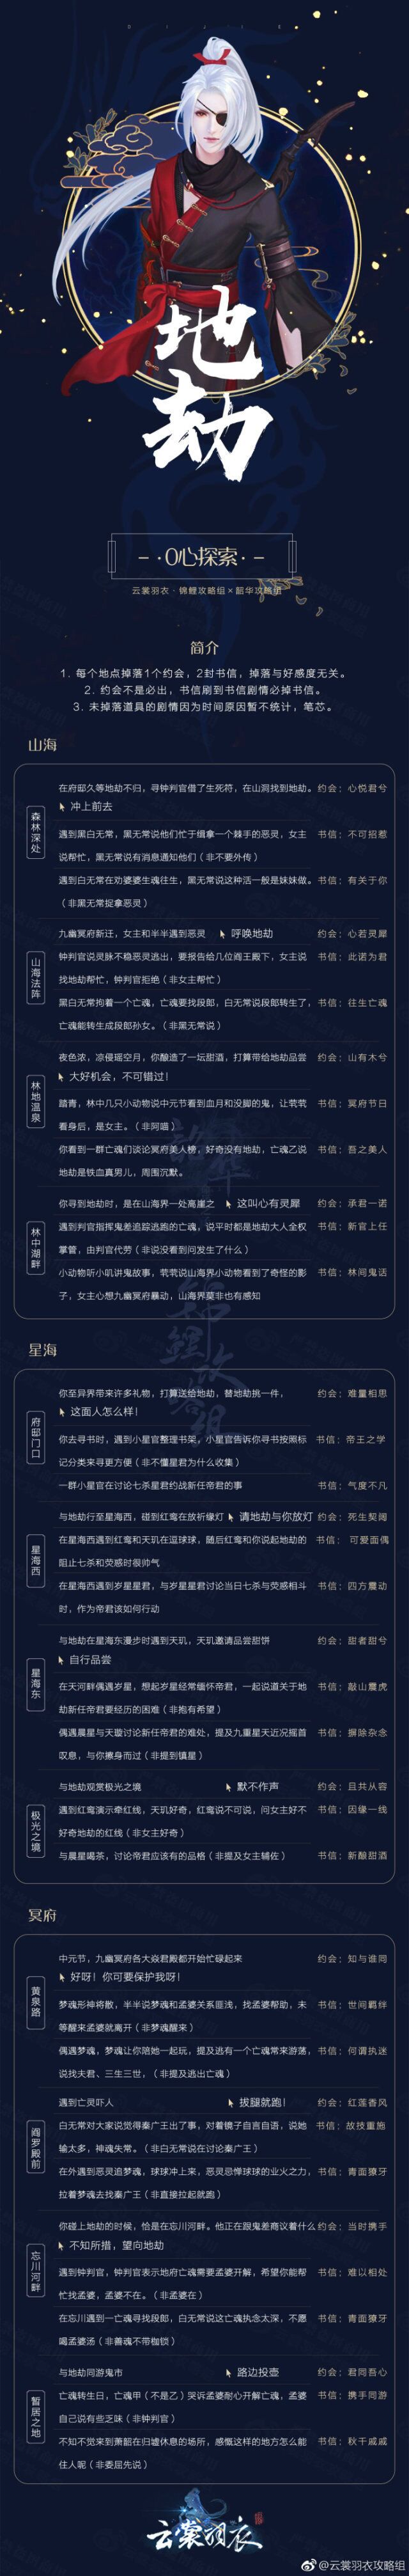 地劫
0心探索
云裳羽衣·锦鲤攻略组×韶华攻略组
简介
1. 每个地点掉落1个约会，2封书信，掉落与好感度无关。
2. 约会不是必出，书信刷到书信剧情必掉书信。
3. 未掉落道具的剧情因为时间原因暂不统计，笔芯。
山海
森林深处
在府邸久等地劫不归，寻钟判官借了生死符，在山洞找到地劫。 约会：心悦君兮
冲上前去
遇到黑白无常，黑无常说他们忙于缉拿一个棘手的恶灵，女主 书信：不可招惹
说帮忙，黑无常说有消息通知他们（非不要外传）
遇到白无常在劝婆婆生魂往生，黑无常说这种活一般是妹妹做。 书信：有关于你
（非黑无常捉拿恶灵）
山海法阵
九幽冥府新迁，女主和半半遇到恶灵 呼唤地劫 约会：心若灵犀
钟判官说灵脉不稳恶灵逃出，要报告给几位阎王殿下，女主说 书信：此诺为君
找地劫帮忙，钟判官拒绝（非女主帮忙）
黑白无常拘着一个亡魂，亡魂要找段郎，白无常说段郎转生了， 书信：往生亡魂
亡魂能转生成段郎孙女。（非黑无常说）
林地温泉
夜色浓，凉侵瑶空月，你酿造了一坛甜酒，打算带给地劫品尝 约会：山有木兮
大好机会，不可错过！
踏青，林中几只小动物说中元节看到血月和没脚的鬼，让茕茕 书信：冥府节日
看身后，是女主。（非阿喵）
你看到一群亡魂们谈论冥府美人榜，好奇没有地劫，亡魂乙说 书信：吾之美人
地劫是铁血真男儿，周围沉默。
林中湖畔
你寻到地劫时，是在山海界一处高崖之 这叫心有灵犀 约会：承君一诺
遇到判官指挥鬼差追踪逃跑的亡魂，说平时都是地劫大人全权 书信：新官上任
掌管，由判官代劳（非说没看到问发生了什么）
小动物听小叽讲鬼故事，茕茕说山海界小动物看到了奇怪的影 书信：林间鬼话
子，女主心想九幽冥府暴动，山海界莫非也有感知
星海
府邸门口
你至异界带来许多礼物，打算送给地劫，替地劫挑一件， 约会：难量相思
这面人怎么样！
你去寻书时，遇到小星官整理书架，小星官告诉你寻书按照标 书信：帝王之学
记分类来寻更方便（非不懂星君为什么收集）
一群小星官在讨论七杀星君约战新任帝君的事 书信：气度不凡
星海西
与地劫行至星海西，碰到红鸾在放祈缘灯 请地劫与你放灯 约会：死生契阔
在星海西遇到红鸾和天玑在逗球球，随后红鸾和你说起地劫的 书信：可爱面偶
阻止七杀和荧惑时很帅气
在星海西遇到岁星星君，与岁星星君讨论当日七杀与荧惑相斗 书信：四方震动
时，作为帝君该如何行动
星海东
与地劫在星海东漫步时遇到天玑，天玑邀请品尝甜饼 约会：甜者甜兮
自行品尝
在天河畔偶遇岁星，想起岁星经常缅怀帝君，一起说道关于地 书信：敲山震虎
劫新任帝君要经历的困难（非抱有希望）
偶遇晨星与天璇讨论新任帝君的难处，提及九重星天近况摇首 书信：摒除杂念
叹息，与你擦身而过（非提到镇星）
极光之境
与地劫观赏极光之境 默不作声 约会：且共从容
遇到红鸾演示牵红线，天玑好奇，红鸾说不可说，问女主好不 书信：因缘一线
好奇地劫的红线（非女主好奇）
与晨星喝茶，讨论帝君应该有的品格（非提及女主辅佐） 书信：新酿甜酒
冥府
黄泉路
中元节，九幽冥府各大焱君殿都开始忙碌起来 约会：知与谁同
好呀！你可要保护我呀！
梦魂形神将散，半半说梦魂和孟婆关系匪浅，找孟婆帮助，未 书信：世间羁绊
等醒来孟婆就离开（非梦魂醒来）
偶遇梦魂，梦魂让你陪她一起玩，提及逃有一个亡魂来游荡， 书信：何谓执迷
说找夫君、三生三世，（非提及逃出亡魂）
阎罗殿前
遇到亡灵吓人 拔腿就跑！ 约会：红莲香风
白无常对大家说觉得秦广王出了事，对着镜子自言自语，说她 书信：故技重施
输太多，神魂失常。（非白无常说在讨论秦广王）
在外遇到恶灵追梦魂，球球冲上来，恶灵忌惮球球的业火之力， 书信：青面獠牙
拉着梦魂去找秦广王（非直接拉起就跑）
忘川河畔
你碰上地劫的时候，恰是在忘川河畔。他正在跟鬼差商议着什么 约会：当时携手
不知所措，望向地劫
遇到钟判官，钟判官表示地府亡魂需要孟婆开解，希望你能帮 书信：难以相处
忙找孟婆，孟婆不在。（非孟婆在）
在忘川遇到一亡魂寻找段郎，白无常说这亡魂执念太深，不愿 书信：青面獠牙
喝孟婆汤（非善魂不带枷锁）
暂居之地
与地劫同游鬼市 路边投壶 约会：君同吾心
亡魂转生日，亡魂甲（不是乙）哭诉孟婆耐心开解亡魂，孟婆 书信：携手同游
自己说有些乏味（非钟判官）
不知不觉来到萧韶在归墟休息的场所，感慨这样的地方怎么能 书信：秋千戚戚
住人呢（非委屈先说）
云裳羽衣
@云裳羽衣攻略组